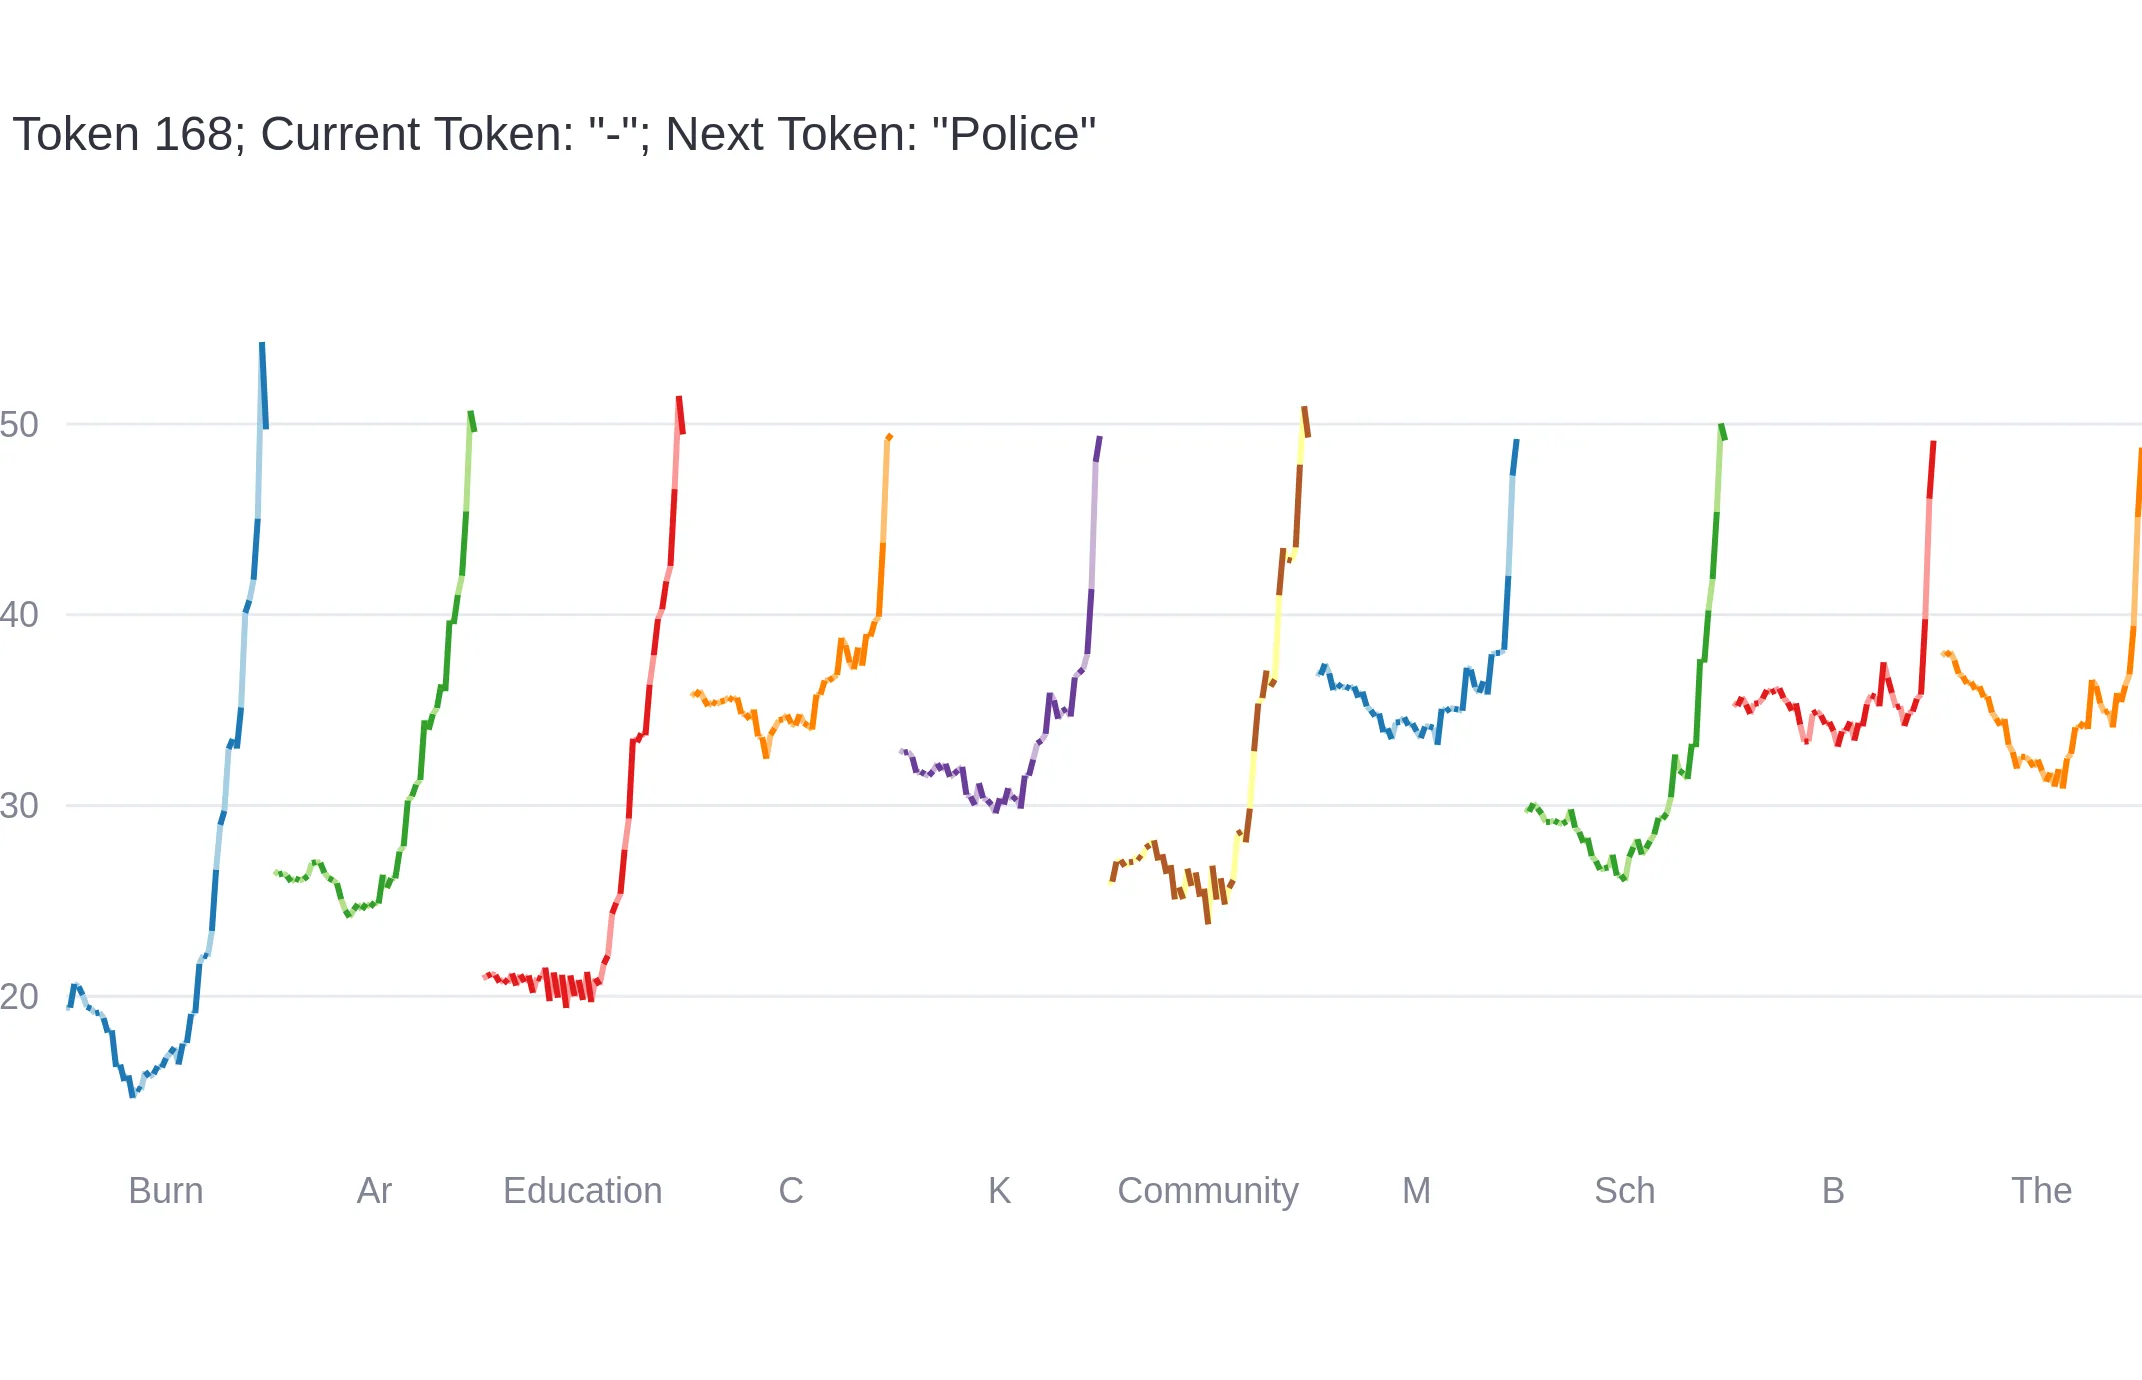 Token 168; Current Token: "-"; Next Token: "Police"
50
40
30
20
Burn Ar Education C K Community M Sch B The